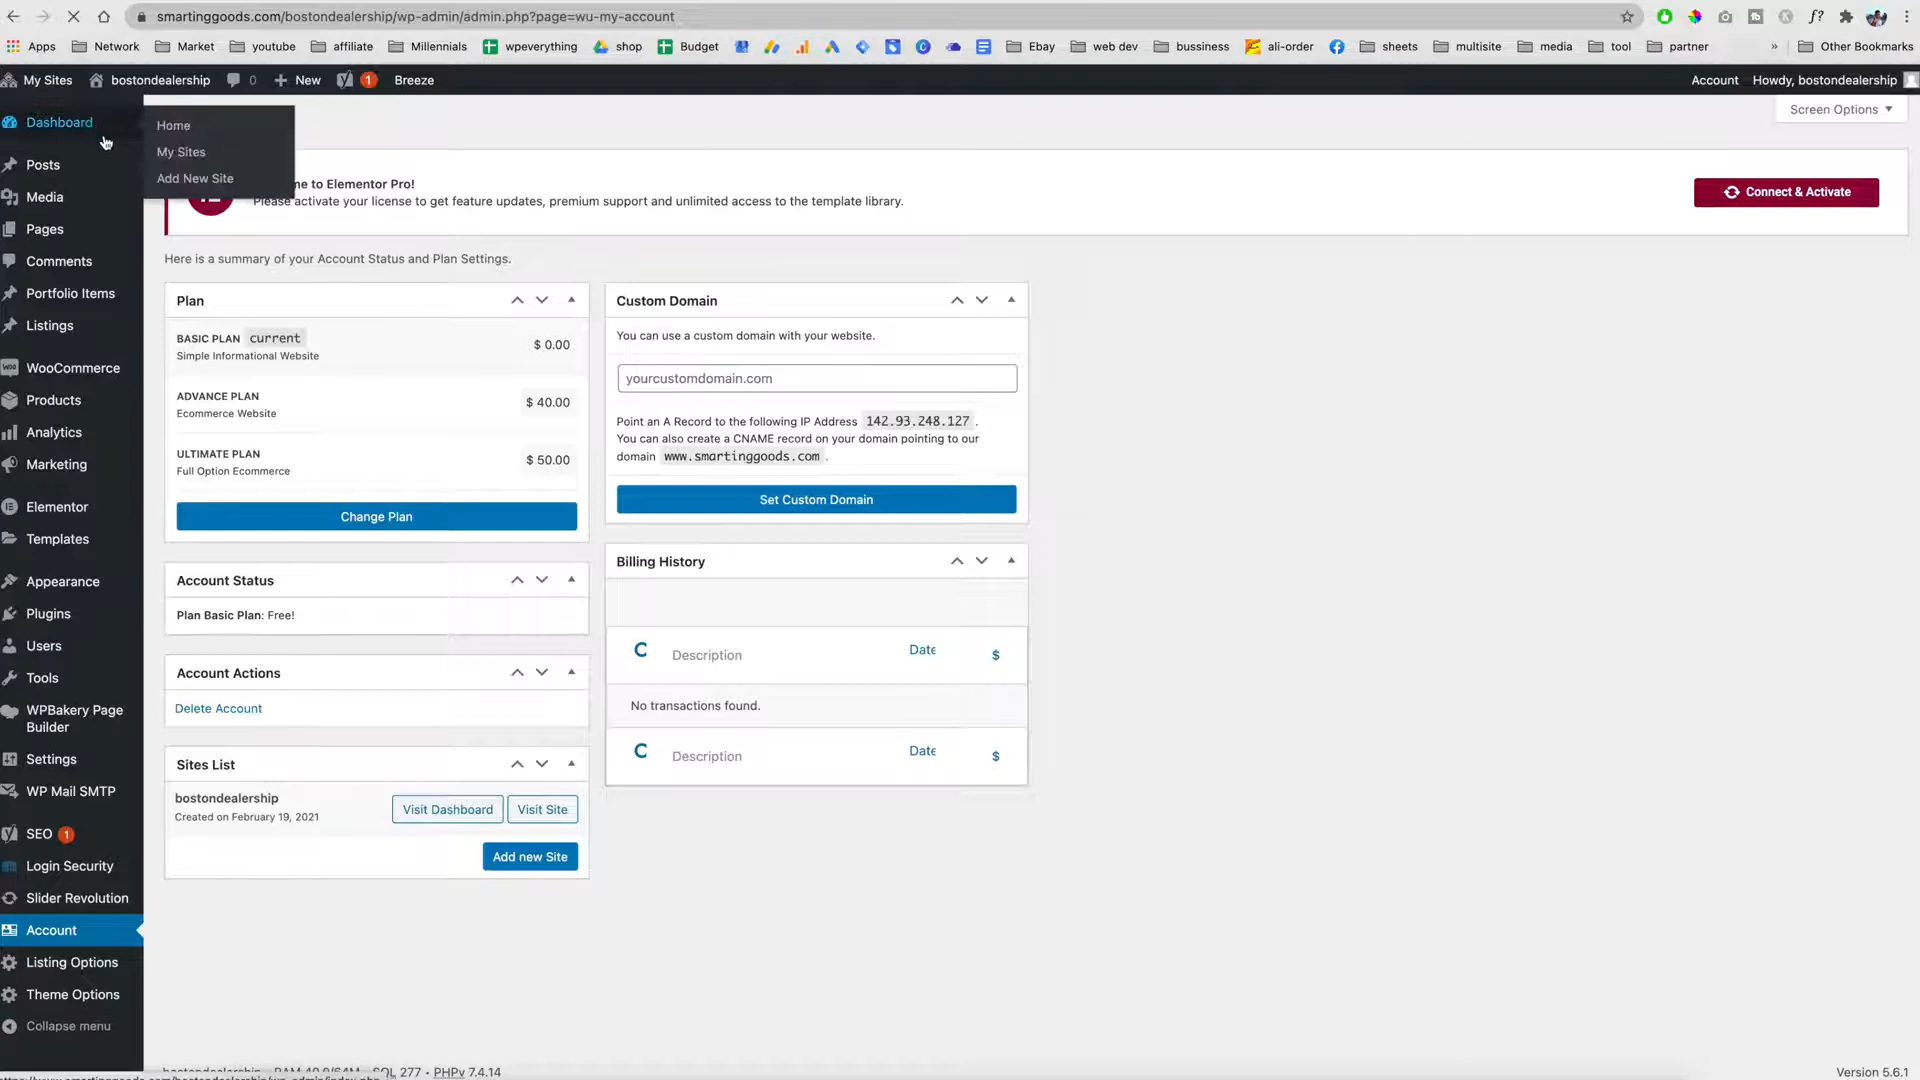 smartinggoods.com/bostondealership/wp-admin/admin.php?page=wu-my-account
Apps Network Market youtube affiliate Millennials wpeverything shop Budget Ebay web dev bussiness ali-order sheets multisite media tool partner » Other Bookmarks
My Sites bostondealership 0 New 1 Breeze Account Howdy, bostondealership
Screen Options
Dashboard
Home
My Sites
Add New Site
Posts
Media
Pages
Comments
Portfolio Items
Listings
WooCommerce
Products
Analytics
Marketing
Elementor
Templates
Appearance
Plugins
Users
Tools
WPBakery Page
Builder
Settings
WP Mail SMTP
SEO 1
Login Security
Slider Revolution
Account
Listing Options
Theme Options
Collapse menu
me to Elementor Pro!
Please activate your license to get feature updates, premium support and unlimited access to the template library.
Connect & Activate
Here is a summary of your Account Status and Plan Settings.
Plan
BASIC PLAN current
Simple Informational Website
$ 0.00
ADVANCE PLAN
Ecommerce Website
$ 40.00
ULTIMATE PLAN
Full Option Ecommerce
$ 50.00
Change Plan
Account Status
Plan Basic Plan: Free!
Account Actions
Delete Account
Sites List
bostondealership
Created on February 19, 2021
Visit Dashboard Visit Site
Add new Site
Custom Domain
You can use a custom domain with your website.
yourcustomdomain.com
Point an A Record to the following IP Address 142.93.248.127 .
You can also create a CNAME record on your domain pointing to our
domain www.smartinggoods.com .
Set Custom Domain
Billing History
C Description Date $
No transactions found.
C Description Date $
277 • PHPv 7.4.14
Version 5.6.1